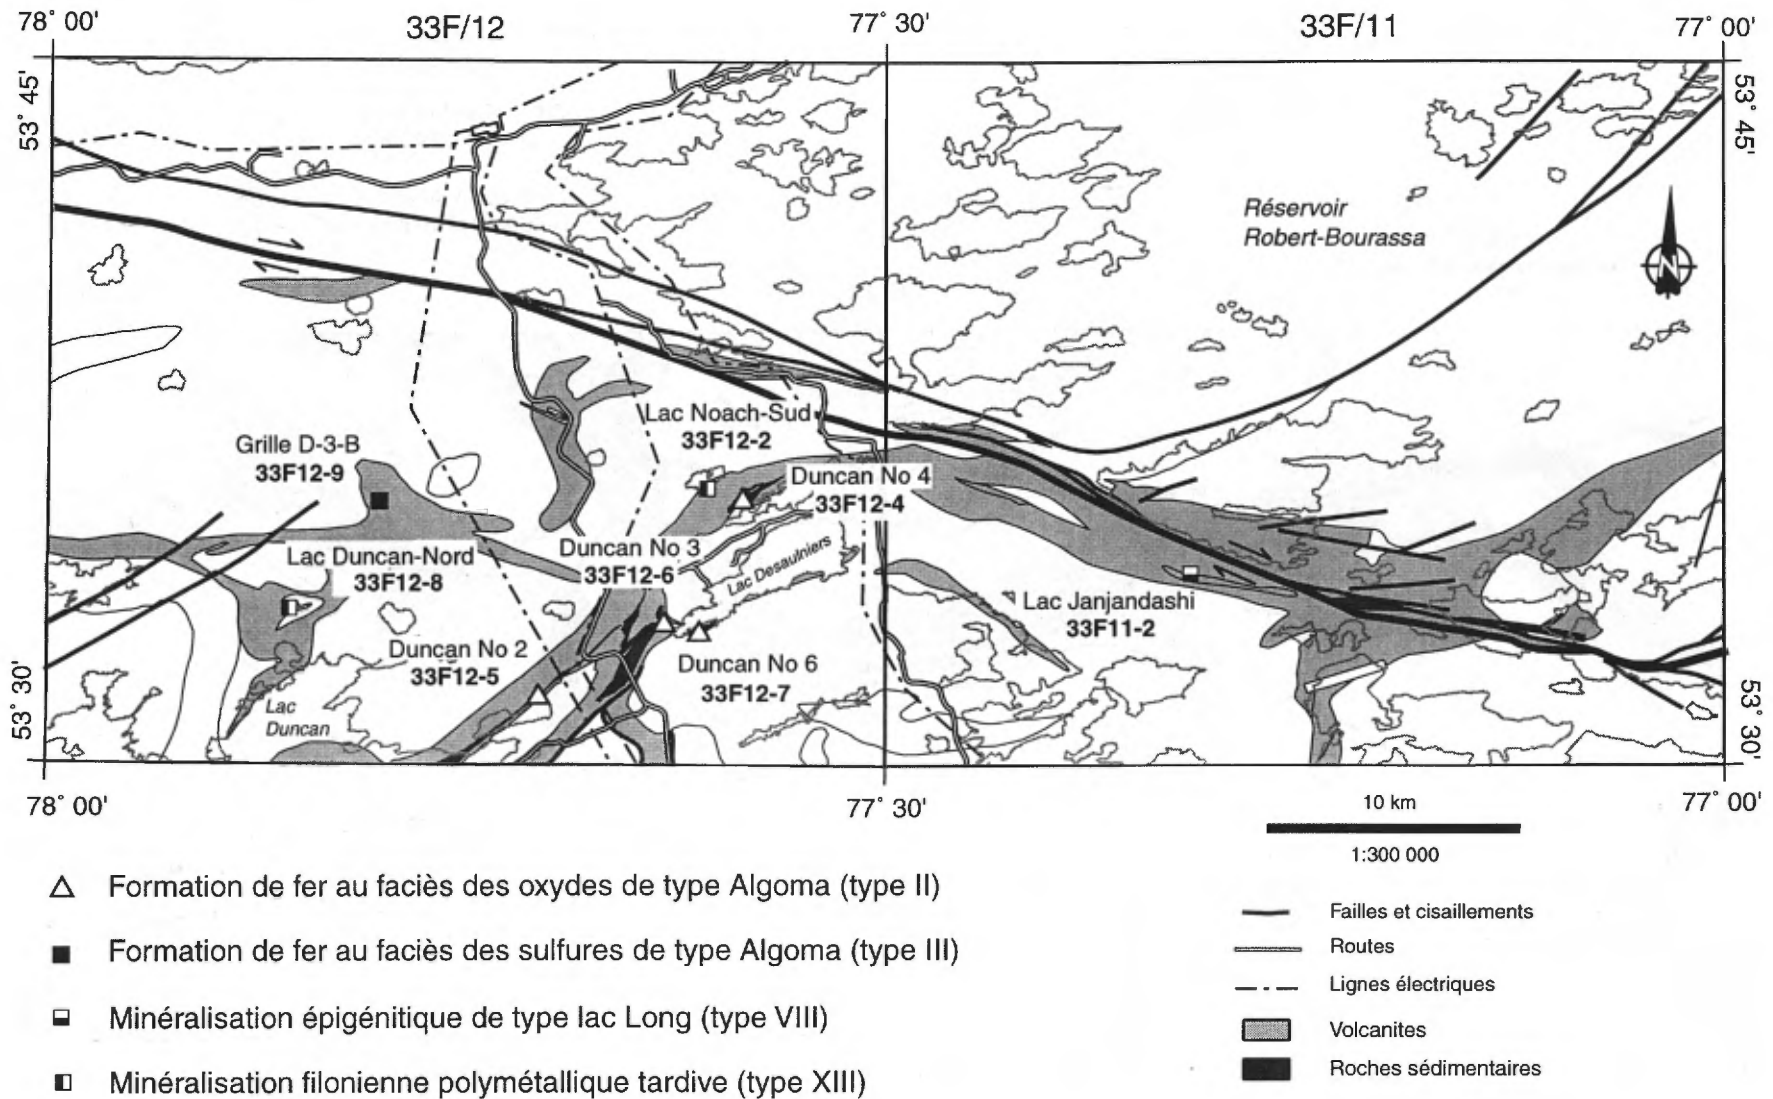 78° 00'
33F/12
77° 30'
33F/11
77° 00'
53° 45'
53° 45'
Réservoir
Robert-Bourassa
N
Lac Noach-Sud
33F12-2
Grille D-3-B
33F12-9
Duncan No 4
33F12-4
Lac Duncan-Nord
33F12-8
Duncan No 3
33F12-6
Lac Desaulniers
Lac Janjandashi
33F11-2
Duncan No 2
33F12-5
Duncan No 6
33F12-7
Lac
Duncan
53° 30'
53° 30'
78° 00'
77° 30'
77° 00'
10 km
1:300 000
Formation de fer au faciès des oxydes de type Algoma (type II)
Formation de fer au faciès des sulfures de type Algoma (type III)
Minéralisation épigénitique de type lac Long (type VIII)
Minéralisation filonienne polymétallique tardive (type XIII)
Failles et cisaillements
Routes
Lignes électriques
Volcanites
Roches sédimentaires